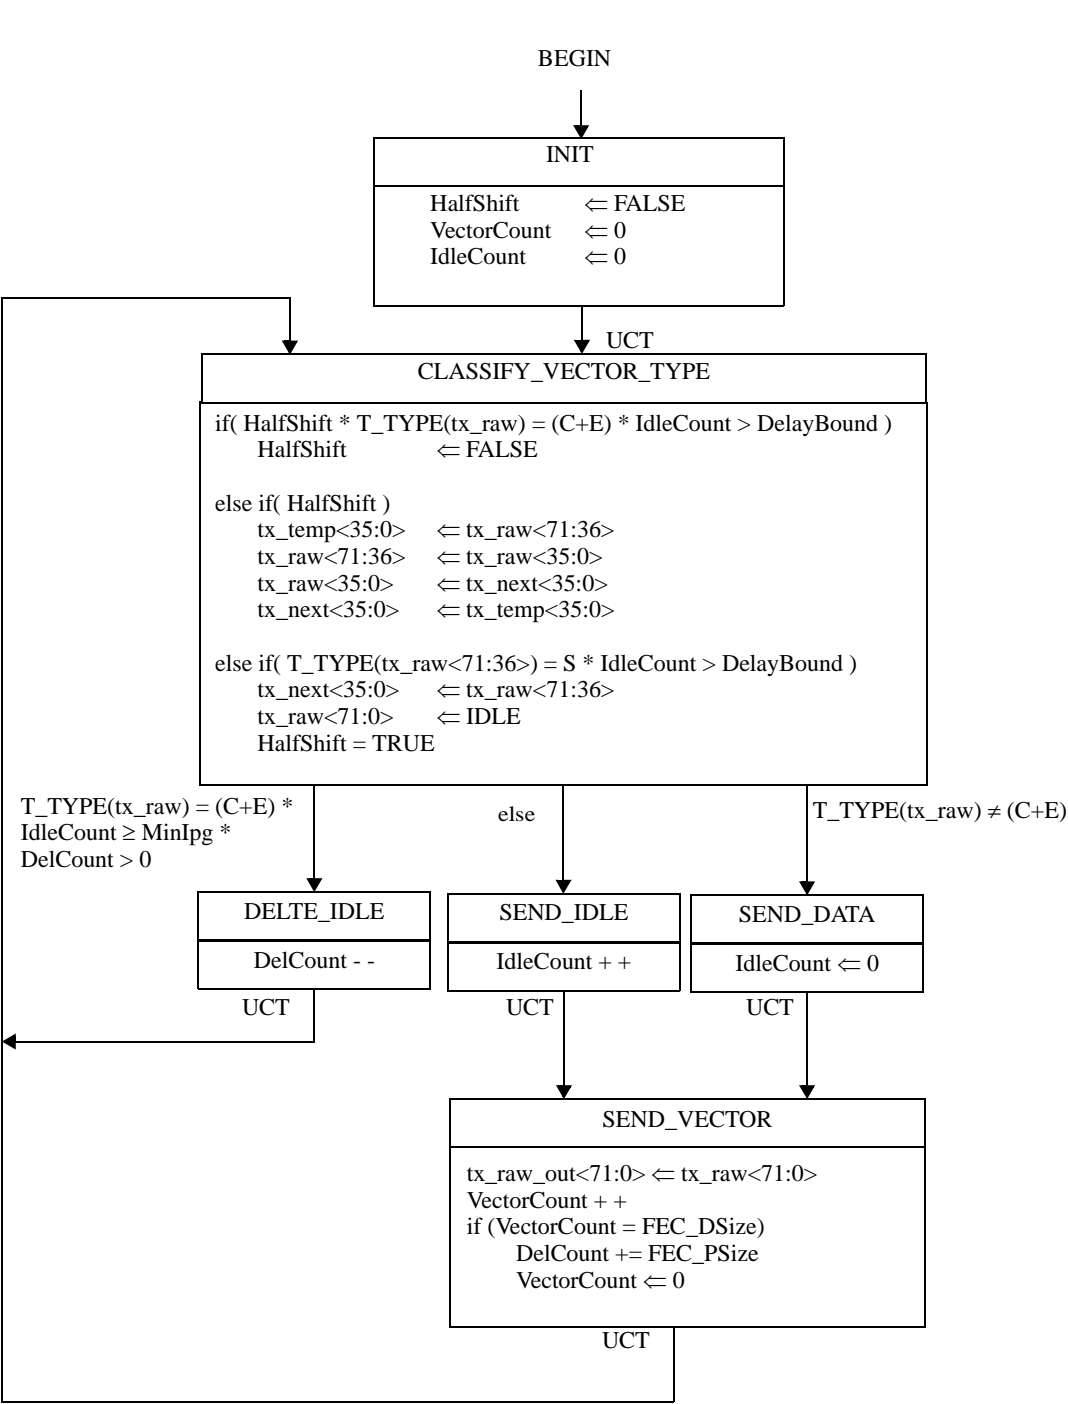 BEGIN
INIT
HalfShift ⇐ FALSE
VectorCount ⇐ 0
IdleCount ⇐ 0
UCT
CLASSIFY_VECTOR_TYPE
if( HalfShift * T_TYPE(tx_raw) = (C+E) * IdleCount > DelayBound )
HalfShift ⇐ FALSE
else if( HalfShift )
tx_temp<35:0> ⇐ tx_raw<71:36>
tx_raw<71:36> ⇐ tx_raw<35:0>
tx_raw<35:0> ⇐ tx_next<35:0>
tx_next<35:0> ⇐ tx_temp<35:0>
else if( T_TYPE(tx_raw<71:36>) = S * IdleCount > DelayBound )
tx_next<35:0> ⇐ tx_raw<71:36>
tx_raw<71:0> ⇐ IDLE
HalfShift = TRUE
T_TYPE(tx_raw) = (C+E) *
IdleCount ≥ MinIpg *
DelCount > 0
else
T_TYPE(tx_raw) ≠ (C+E)
DELTE_IDLE
DelCount - -
UCT
SEND_IDLE
IdleCount + +
UCT
SEND_DATA
IdleCount ⇐ 0
UCT
SEND_VECTOR
tx_raw_out<71:0> ⇐ tx_raw<71:0>
VectorCount + +
if (VectorCount = FEC_DSize)
DelCount += FEC_PSize
VectorCount ⇐ 0
UCT